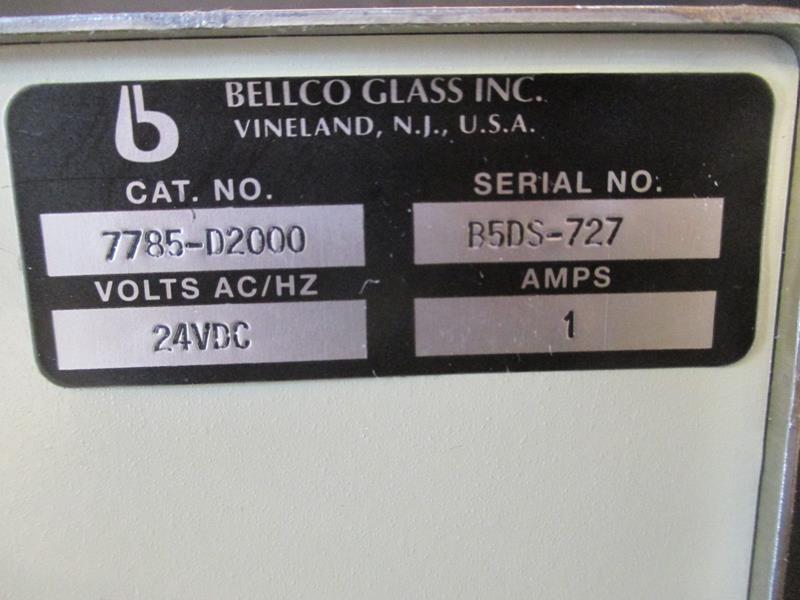 b BELLCO GLASS INC.
VINELAND, N.J., U.S.A.
CAT. NO. SERIAL NO.
7785-D2000 B5DS-727
VOLTS AC/HZ AMPS
24VDC 1